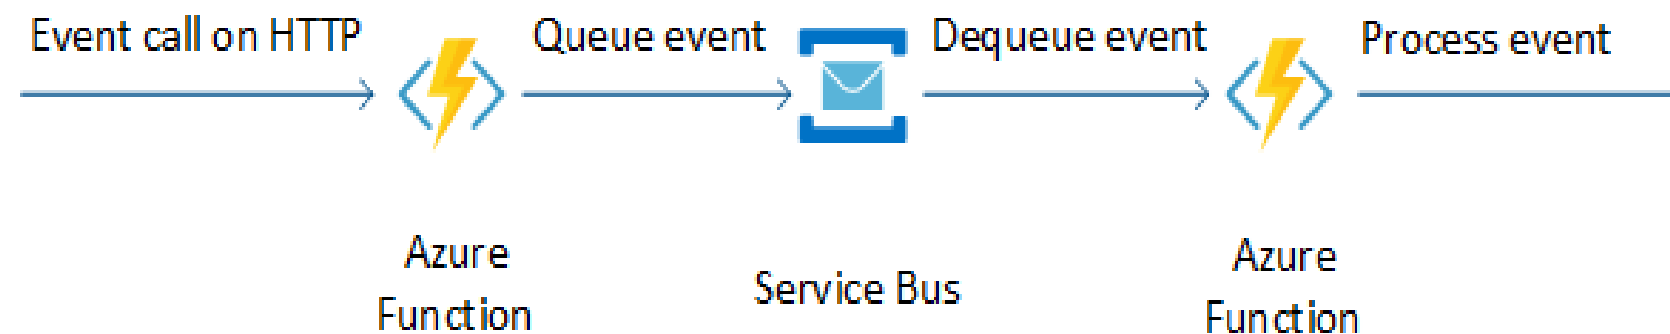 Event call on HTTP
Queue event
Dequeue event
Process event
Azure
Function
Service Bus
Azure
Function